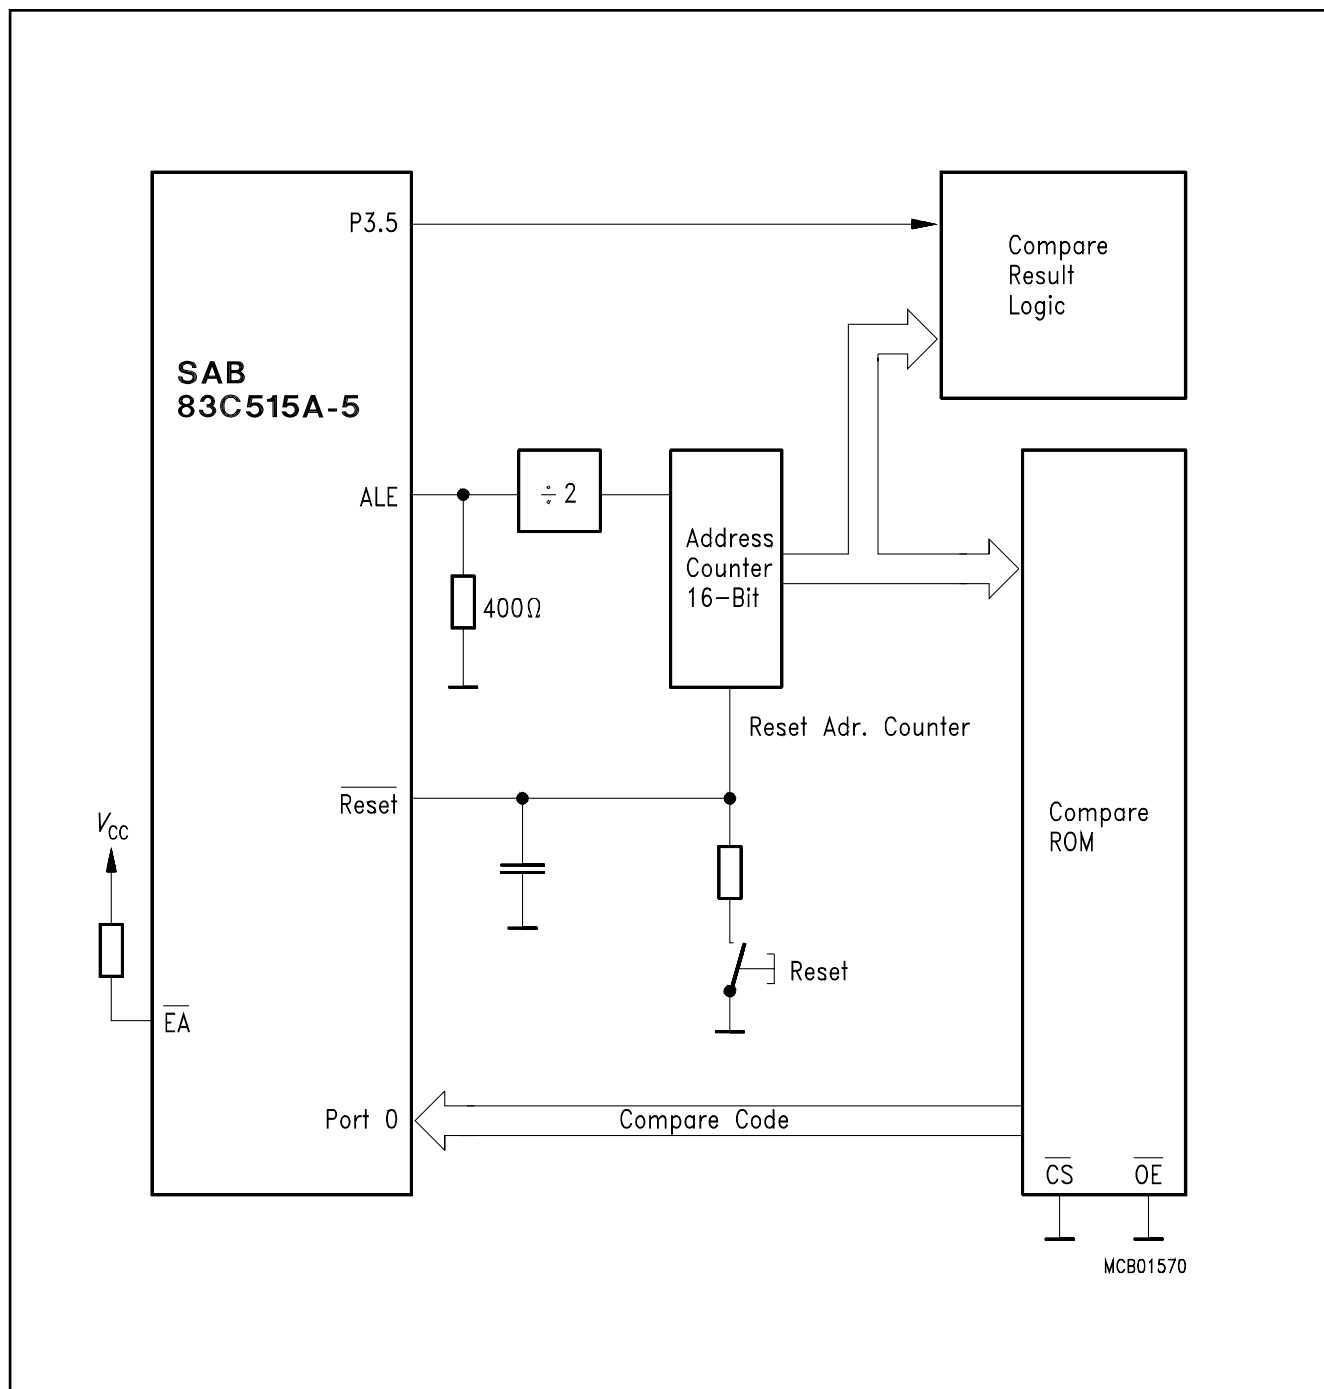 P3.5
Compare
Result
Logic
SAB
83C515A-5
ALE
÷ 2
Address
Counter
16-Bit
400Ω
Reset Adr. Counter
Reset
VCC
Compare
ROM
Reset
EA
Port 0
Compare Code
CS OE
MCB01570